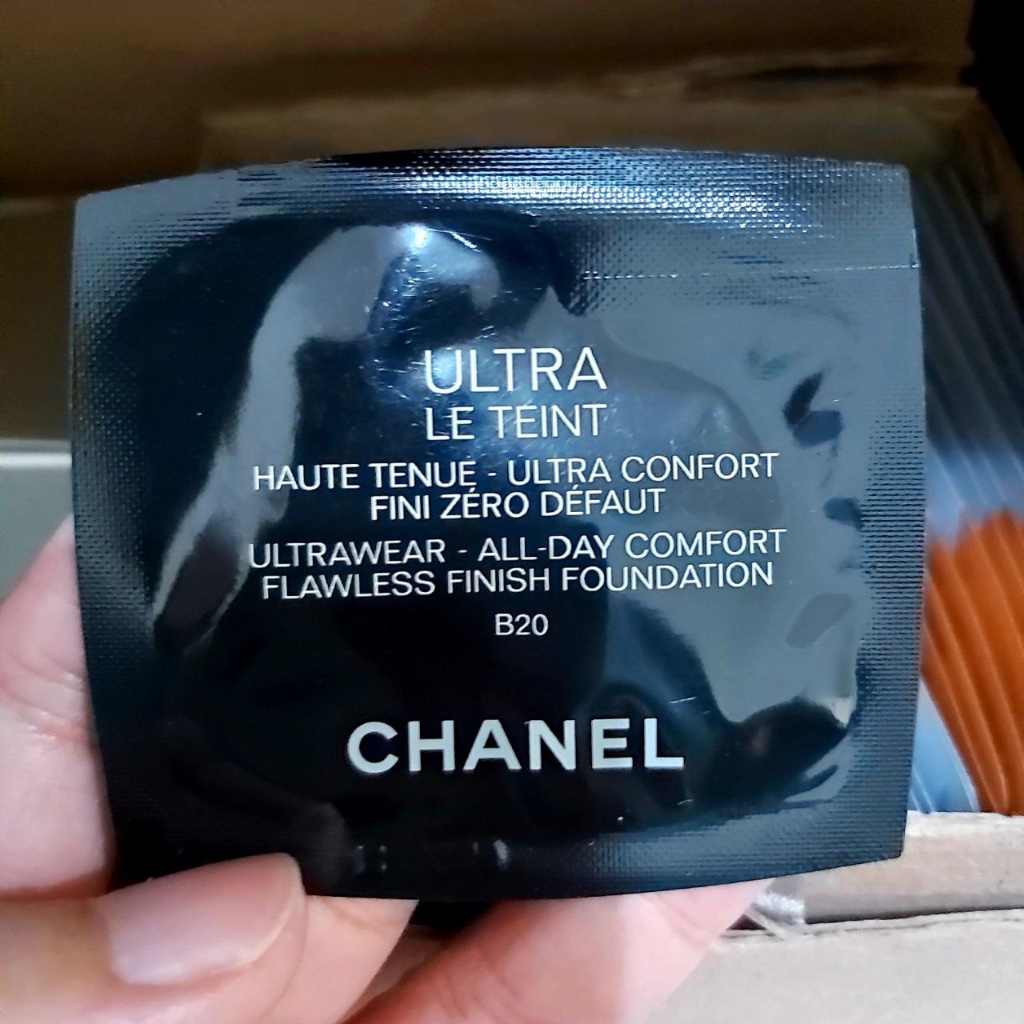 ULTRA
LE TEINT
HAUTE TENUE - ULTRA CONFORT
FINI ZÉRO DÉFAUT
ULTRAWEAR - ALL-DAY COMFORT
FLAWLESS FINISH FOUNDATION
B20
CHANEL